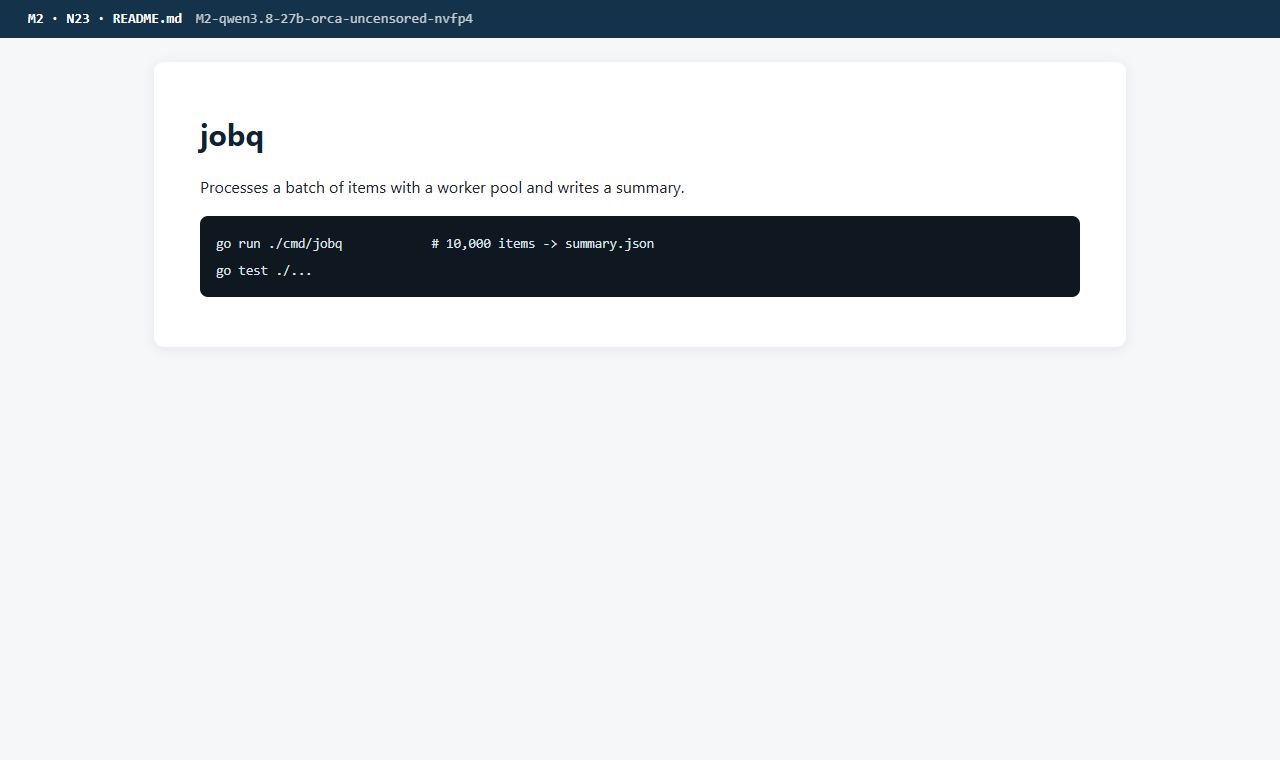 M2 · N23 · README.md M2-qwen3.8-27b-orca-uncensored-nvfp4
jobq
Processes a batch of items with a worker pool and writes a summary.
go run ./cmd/jobq            # 10,000 items -> summary.json
go test ./...